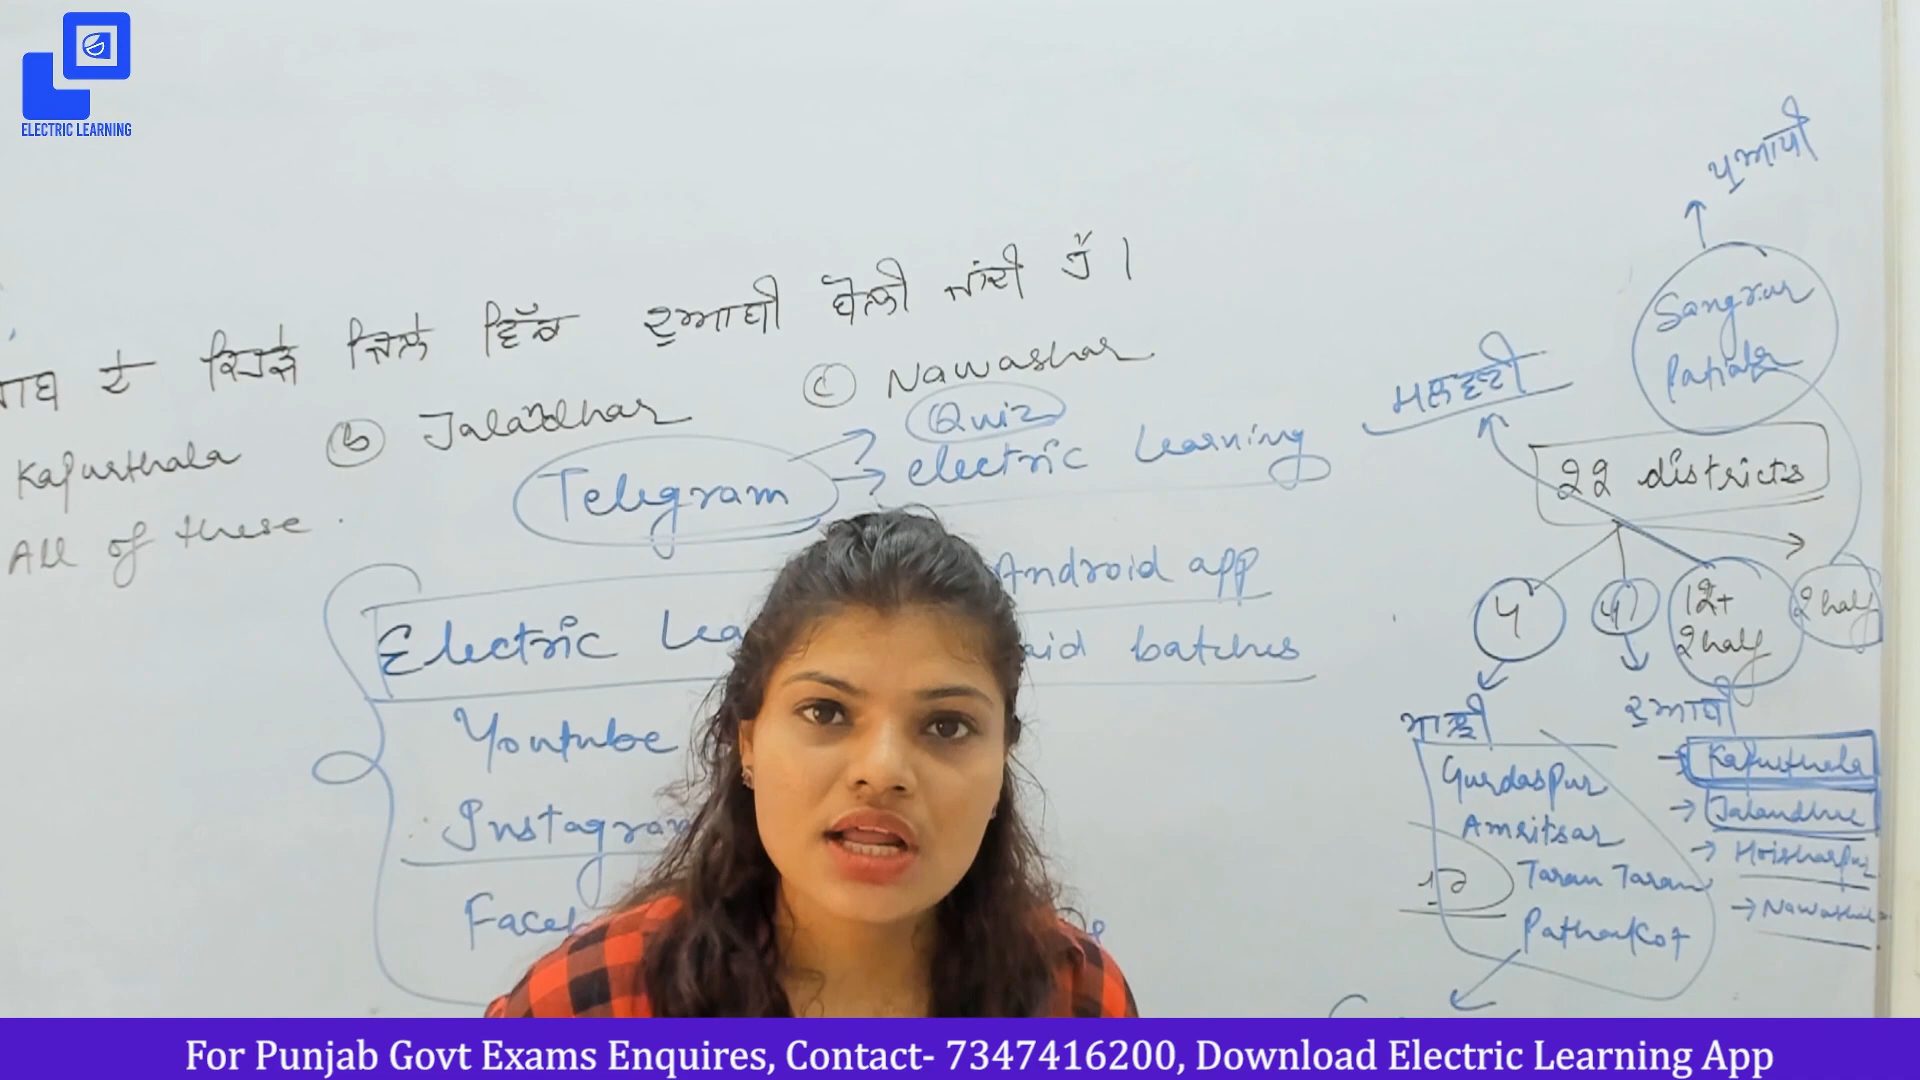 ELECTRIC LEARNING
ਪੁਆਧੀ
ਦੇ ਕਿਹੜੇ ਜ਼ਿਲੇ ਵਿੱਚ ਦੁਆਬੀ ਬੋਲੀ ਜਾਂਦੀ ਹੈ।
Kapurthala (b) Jalandhar (c) Nawashar
All of these.
Telegram → Quiz
→ electric Learning
Android app
Electric
batches
Youtube
Instagram
ਮਲਵਈ
Sangrur
Patiala
22 districts
4
4
12+
2 half
2 half
ਮਾਝੀ
Gurdaspur
Amritsar
Taran Taran
Pathankot
12
ਦੁਆਬੀ
→ Kapurthala
→ Jalandhar
→ Hoisharpur
For Punjab Govt Exams Enquires, Contact- 7347416200, Download Electric Learning App